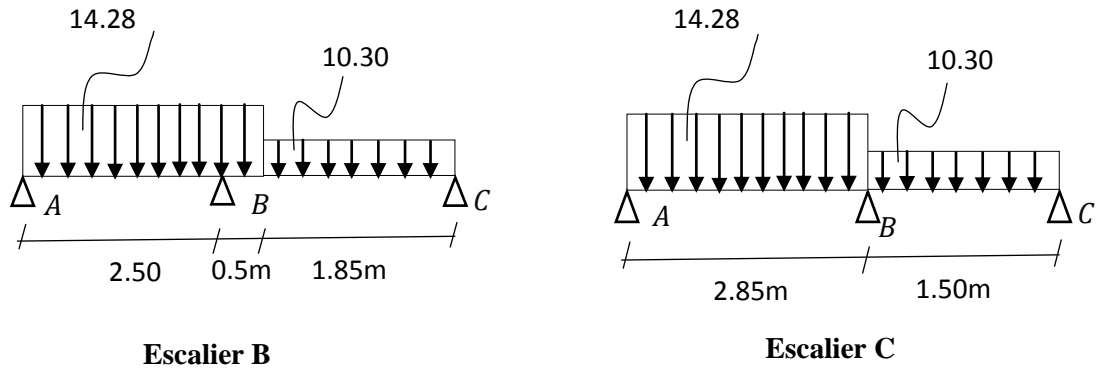 14.28
10.30
A
B
C
2.50
0.5m
1.85m
Escalier B
14.28
10.30
A
B
C
2.85m
1.50m
Escalier C